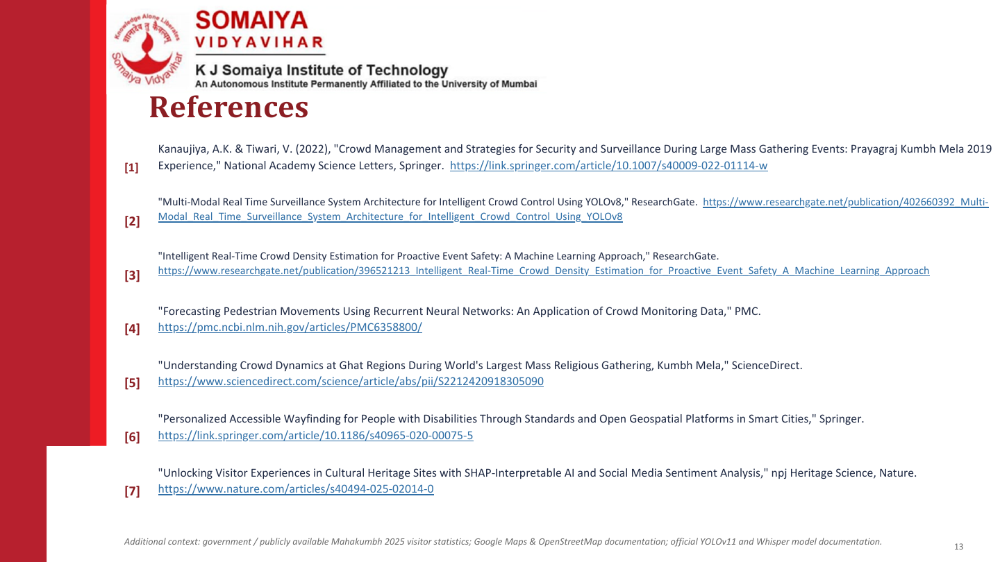 Knowledge Alone Liberates
ज्ञानादेव तु कैवल्यम्
Somaiya Vidyavihar
SOMAIYA
VIDYAVIHAR
K J Somaiya Institute of Technology
An Autonomous Institute Permanently Affiliated to the University of Mumbai
References
Kanaujiya, A.K. & Tiwari, V. (2022), "Crowd Management and Strategies for Security and Surveillance During Large Mass Gathering Events: Prayagraj Kumbh Mela 2019
[1] Experience," National Academy Science Letters, Springer. https://link.springer.com/article/10.1007/s40009-022-01114-w
"Multi-Modal Real Time Surveillance System Architecture for Intelligent Crowd Control Using YOLOv8," ResearchGate. https://www.researchgate.net/publication/402660392_Multi-
[2] Modal_Real_Time_Surveillance_System_Architecture_for_Intelligent_Crowd_Control_Using_YOLOv8
"Intelligent Real-Time Crowd Density Estimation for Proactive Event Safety: A Machine Learning Approach," ResearchGate.
[3] https://www.researchgate.net/publication/396521213_Intelligent_Real-Time_Crowd_Density_Estimation_for_Proactive_Event_Safety_A_Machine_Learning_Approach
"Forecasting Pedestrian Movements Using Recurrent Neural Networks: An Application of Crowd Monitoring Data," PMC.
[4] https://pmc.ncbi.nlm.nih.gov/articles/PMC6358800/
"Understanding Crowd Dynamics at Ghat Regions During World's Largest Mass Religious Gathering, Kumbh Mela," ScienceDirect.
[5] https://www.sciencedirect.com/science/article/abs/pii/S2212420918305090
"Personalized Accessible Wayfinding for People with Disabilities Through Standards and Open Geospatial Platforms in Smart Cities," Springer.
[6] https://link.springer.com/article/10.1186/s40965-020-00075-5
"Unlocking Visitor Experiences in Cultural Heritage Sites with SHAP-Interpretable AI and Social Media Sentiment Analysis," npj Heritage Science, Nature.
[7] https://www.nature.com/articles/s40494-025-02014-0
Additional context: government / publicly available Mahakumbh 2025 visitor statistics; Google Maps & OpenStreetMap documentation; official YOLOv11 and Whisper model documentation.
13